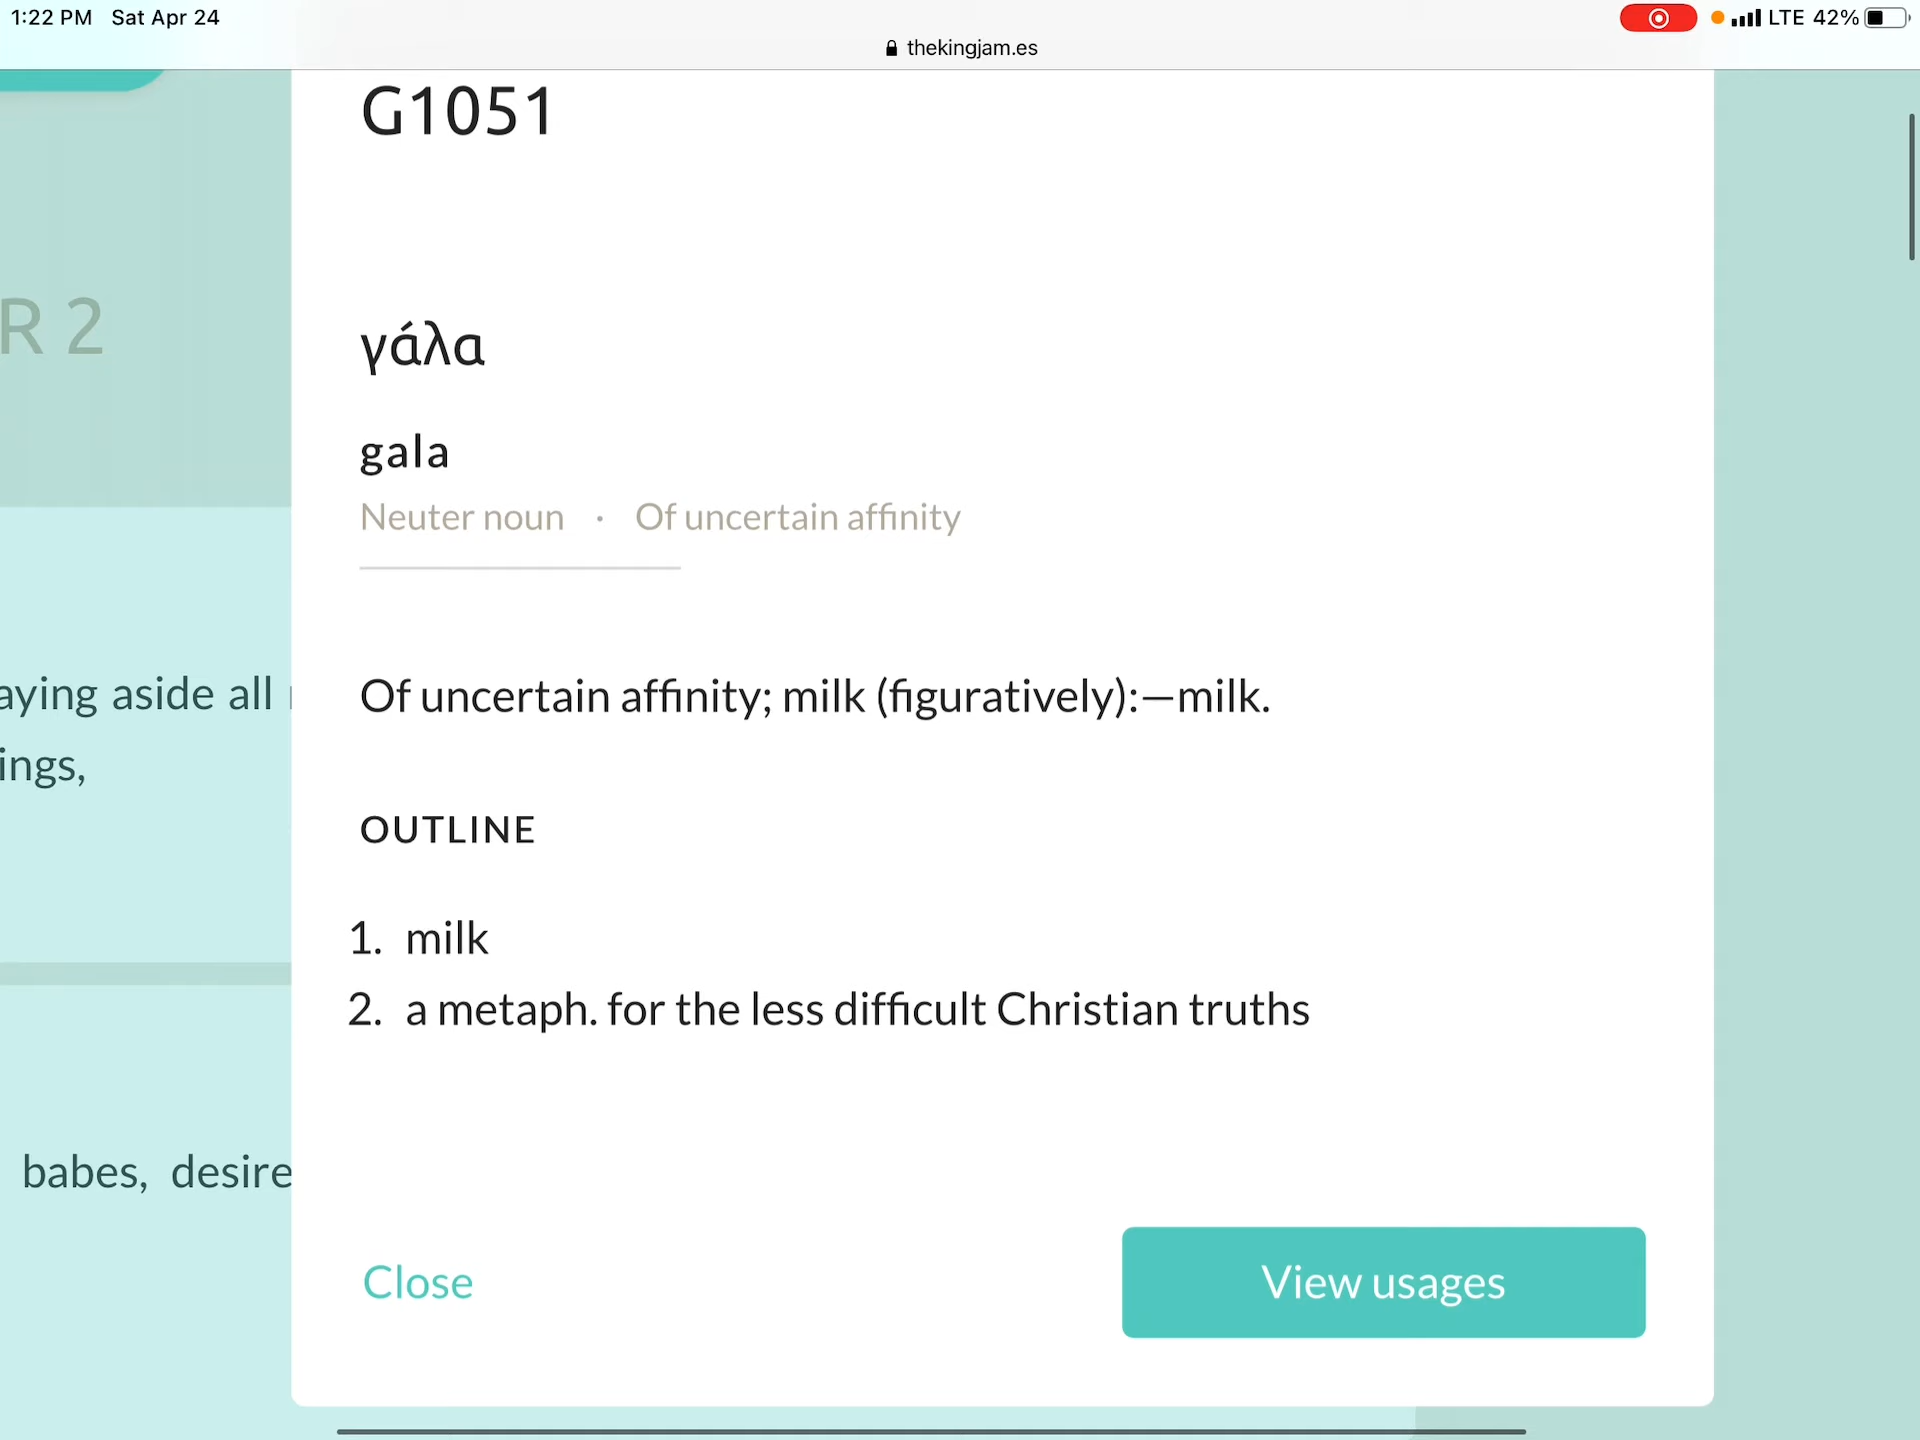 1:22 PM Sat Apr 24
LTE 42%
thekingjam.es
G1051
R 2
γάλα
gala
Neuter noun · Of uncertain affinity
aying aside all
ings,
Of uncertain affinity; milk (figuratively):—milk.
OUTLINE
1. milk
2. a metaph. for the less difficult Christian truths
babes, desire
Close
View usages